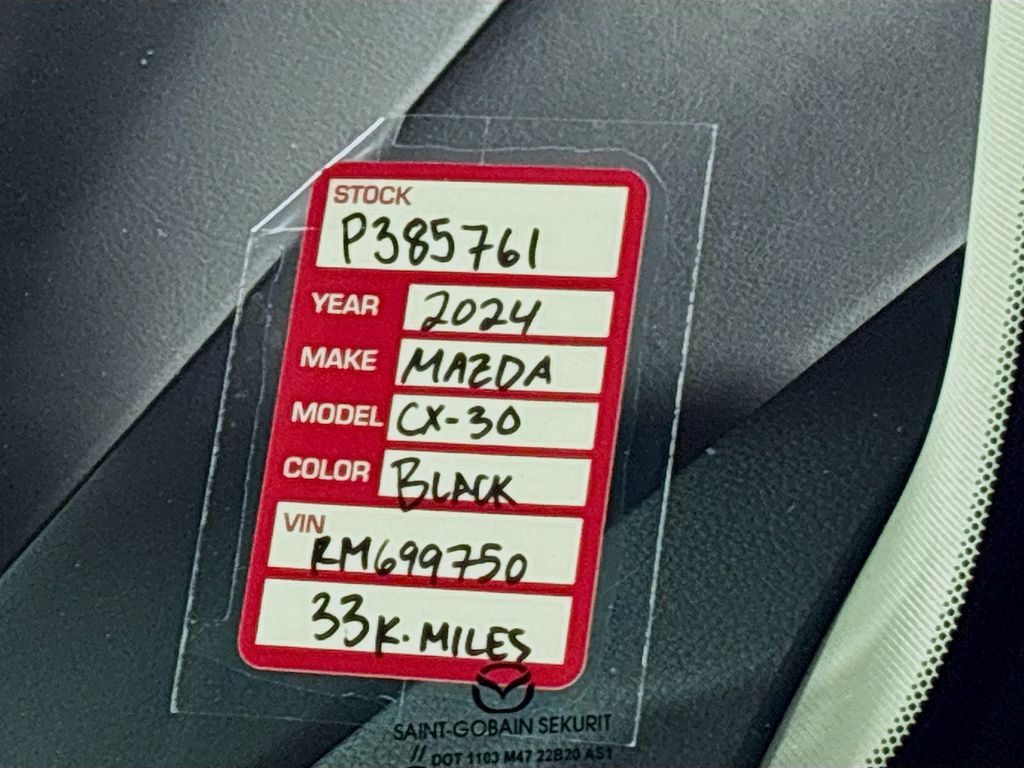 STOCK
P385761
YEAR 2024
MAKE MAZDA
MODEL CX-30
COLOR BLACK
VIN
RM699750
33K. MILES
SAINT-GOBAIN SEKURIT
// DOT 1103 M47 22B20 AS1